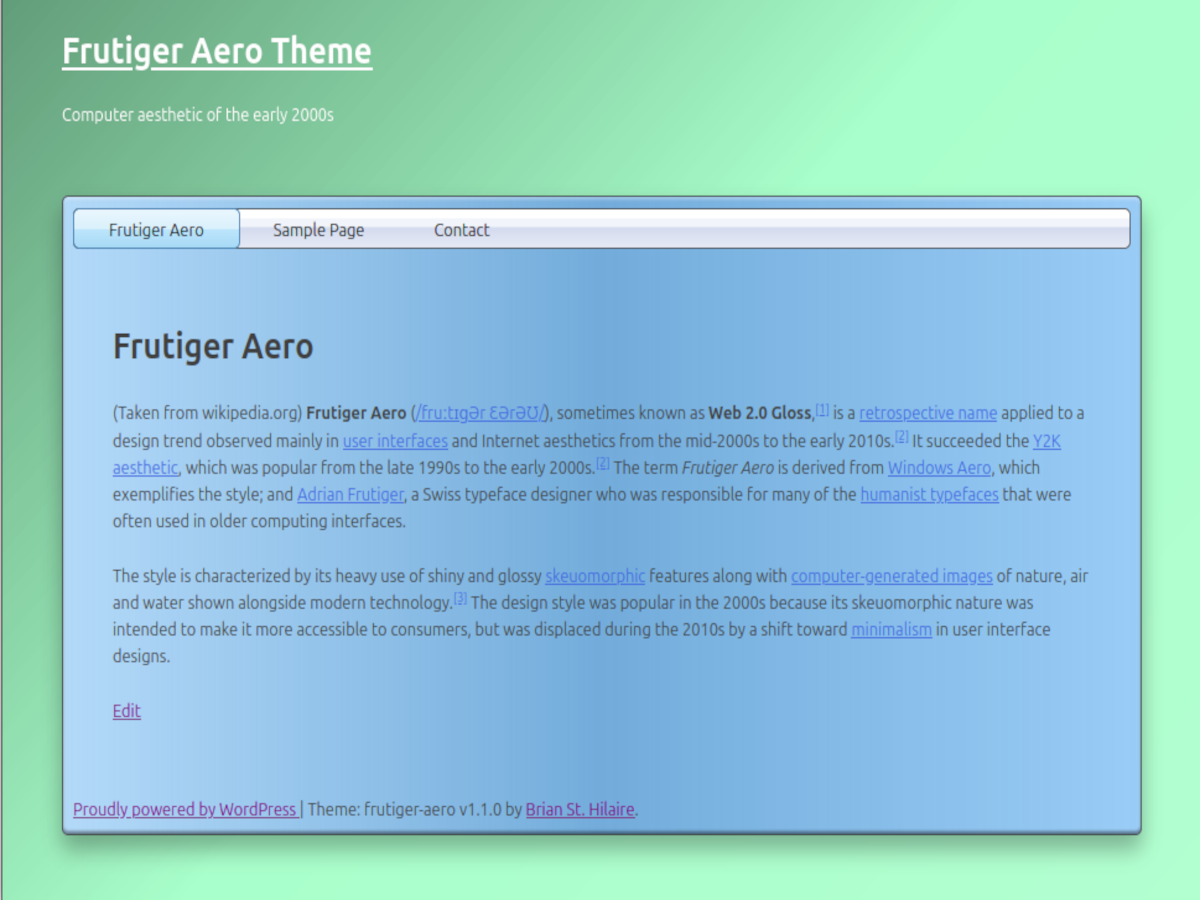 Frutiger Aero Theme
Computer aesthetic of the early 2000s
Frutiger Aero Sample Page Contact
Frutiger Aero
(Taken from wikipedia.org) Frutiger Aero (/fruːtɪɡər ɛərəʊ/), sometimes known as Web 2.0 Gloss,[1] is a retrospective name applied to a
design trend observed mainly in user interfaces and Internet aesthetics from the mid-2000s to the early 2010s.[2] It succeeded the Y2K
aesthetic, which was popular from the late 1990s to the early 2000s.[2] The term Frutiger Aero is derived from Windows Aero, which
exemplifies the style; and Adrian Frutiger, a Swiss typeface designer who was responsible for many of the humanist typefaces that were
often used in older computing interfaces.
The style is characterized by its heavy use of shiny and glossy skeuomorphic features along with computer-generated images of nature, air
and water shown alongside modern technology.[3] The design style was popular in the 2000s because its skeuomorphic nature was
intended to make it more accessible to consumers, but was displaced during the 2010s by a shift toward minimalism in user interface
designs.
Edit
Proudly powered by WordPress | Theme: frutiger-aero v1.1.0 by Brian St. Hilaire.